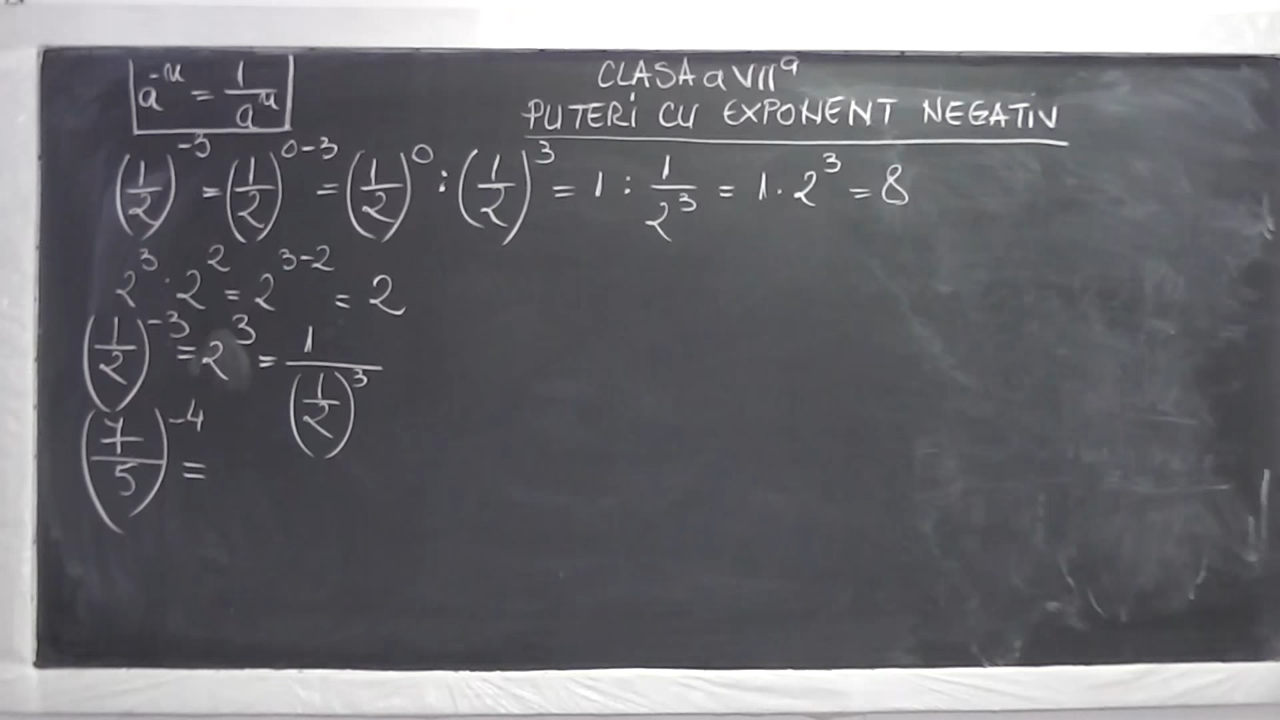 CLASA a VII a
PUTERI CU EXPONENT NEGATIV
a^-n = 1/a^n
(1/2)^-3 = (1/2)^0-3 = (1/2)^0 : (1/2)^3 = 1 : 1/2^3 = 1 · 2^3 = 8
2^3 · 2^2 = 2^3-2 = 2
(1/2)^-3 = 2^3 = 1/(1/2)^3
(7/5)^-4 =